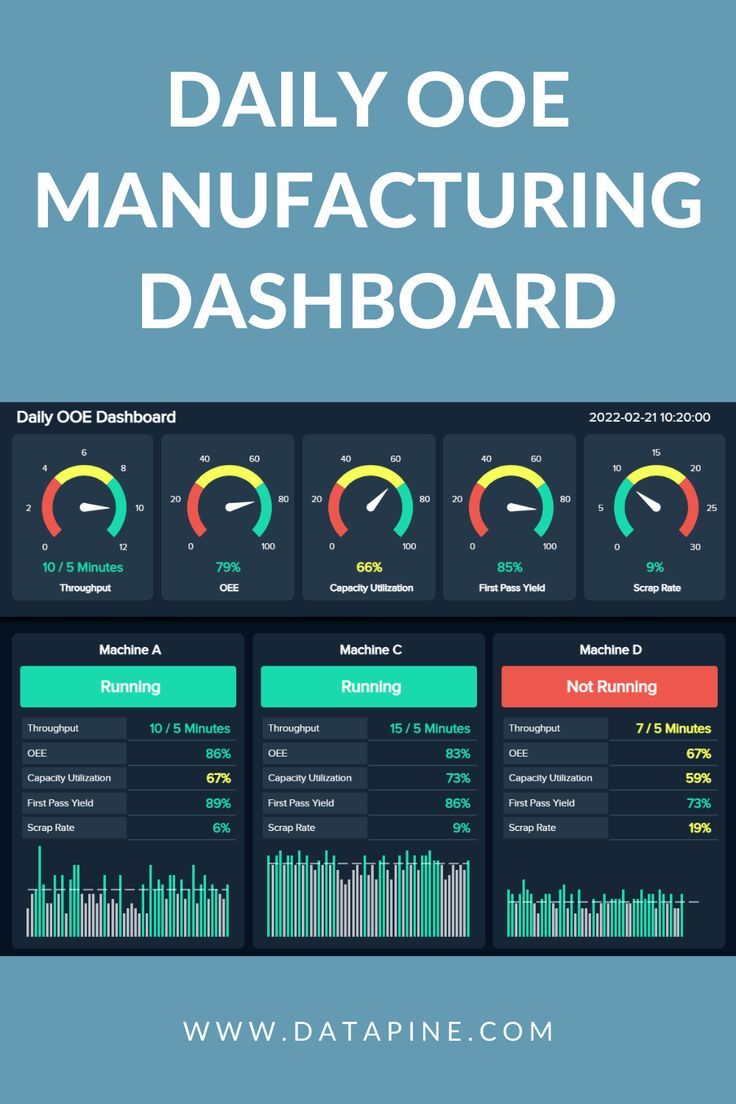 DAILY OOE
MANUFACTURING
DASHBOARD
Daily OOE Dashboard
2022-02-21 10:20:00
0 2 4 6 8 10 12
10 / 5 Minutes
Throughput
0 20 40 60 80 100
79%
OEE
0 20 40 60 80 100
66%
Capacity Utilization
0 20 40 60 80 100
85%
First Pass Yield
0 5 10 15 20 25 30
9%
Scrap Rate
Machine A
Running
Throughput 10 / 5 Minutes
OEE 86%
Capacity Utilization 67%
First Pass Yield 89%
Scrap Rate 6%
Machine C
Running
Throughput 15 / 5 Minutes
OEE 83%
Capacity Utilization 73%
First Pass Yield 86%
Scrap Rate 9%
Machine D
Not Running
Throughput 7 / 5 Minutes
OEE 67%
Capacity Utilization 59%
First Pass Yield 73%
Scrap Rate 19%
WWW.DATAPINE.COM